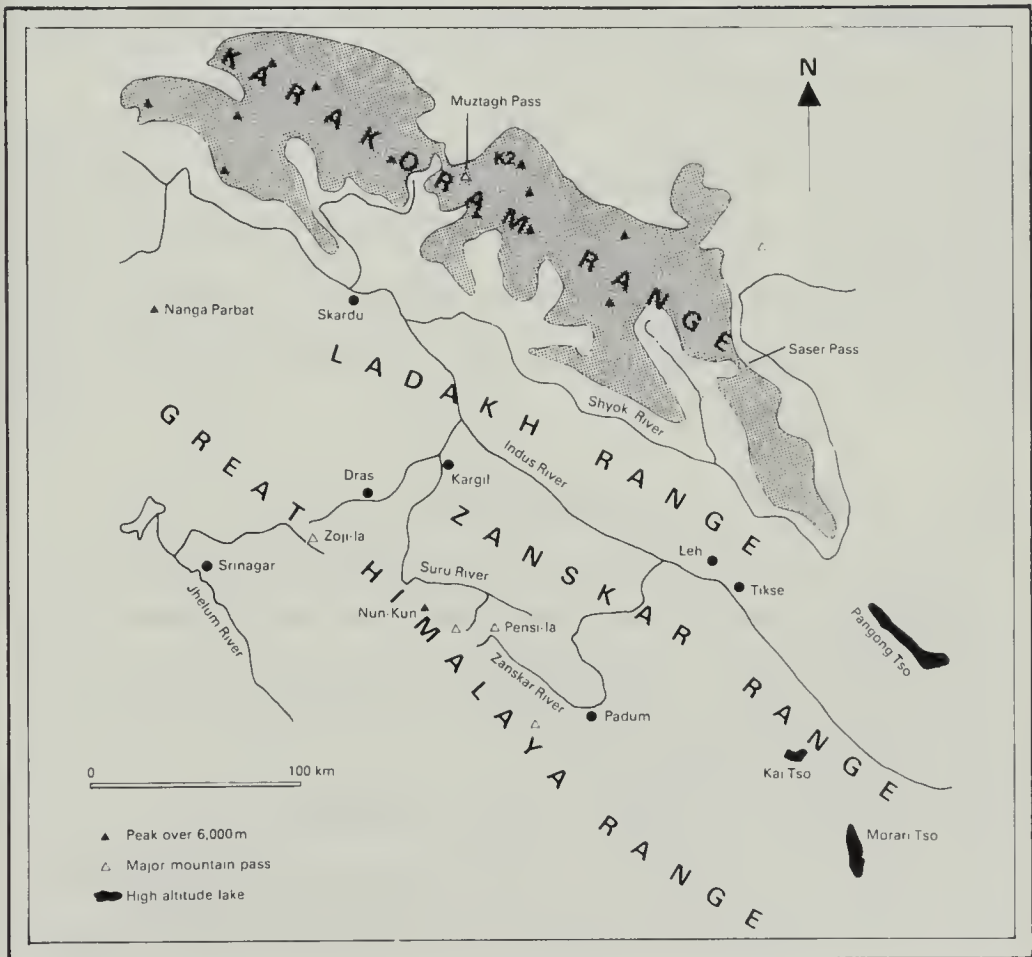 KARAKORAM RANGE
N
Muztagh Pass
K2
Nanga Parbat
Skardu
Saser Pass
LADAKH RANGE
Shyok River
GREAT HIMALAYA RANGE
Indus River
Dras
Kargil
ZANSKAR RANGE
Zoji-la
Leh
Srinagar
Suru River
Tikse
Jhelum River
Nun-Kun
Pensi-la
Pangong Tso
Zanskar River
Padum
0 100 km
Kai Tso
Peak over 6,000m
Morari Tso
Major mountain pass
High altitude lake